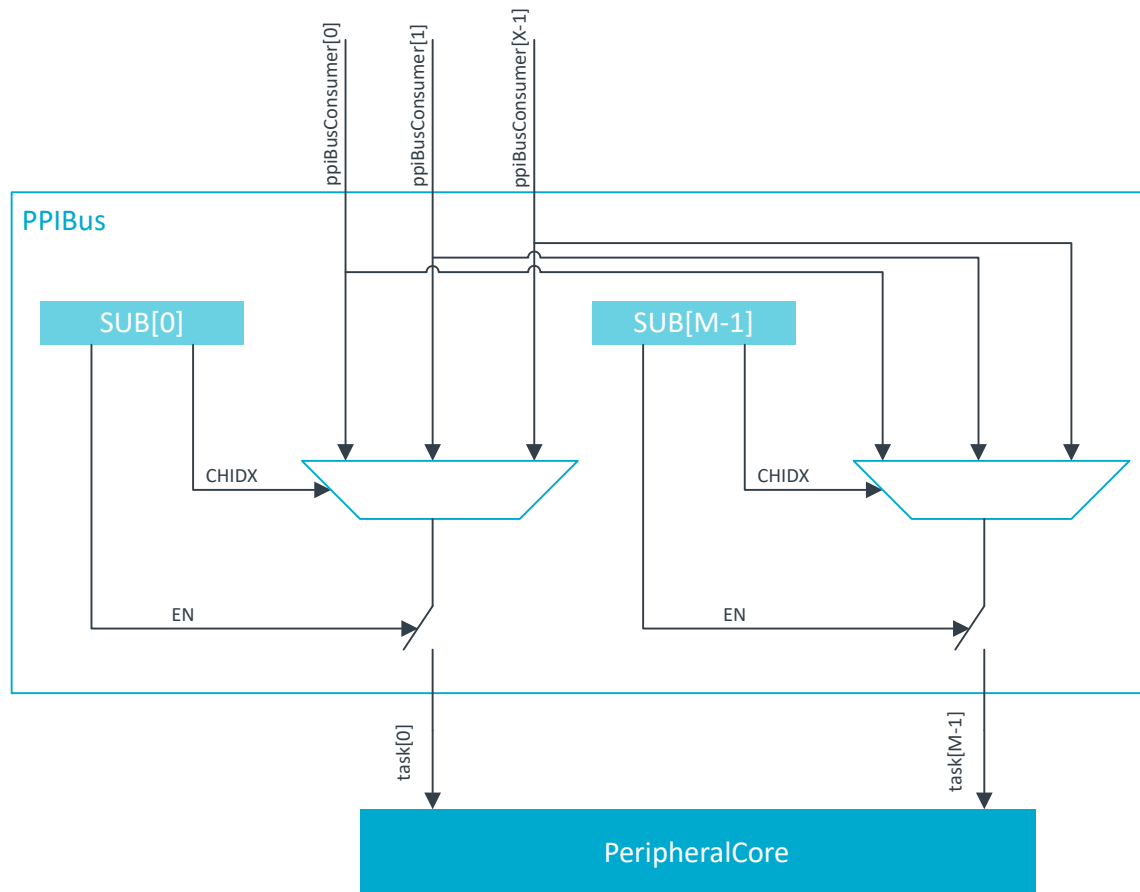 ppiBusConsumer[0]
ppiBusConsumer[1]
ppiBusConsumer[X-1]
PPIBus
SUB[0]
SUB[M-1]
CHIDX
CHIDX
EN
EN
task[0]
task[M-1]
PeripheralCore